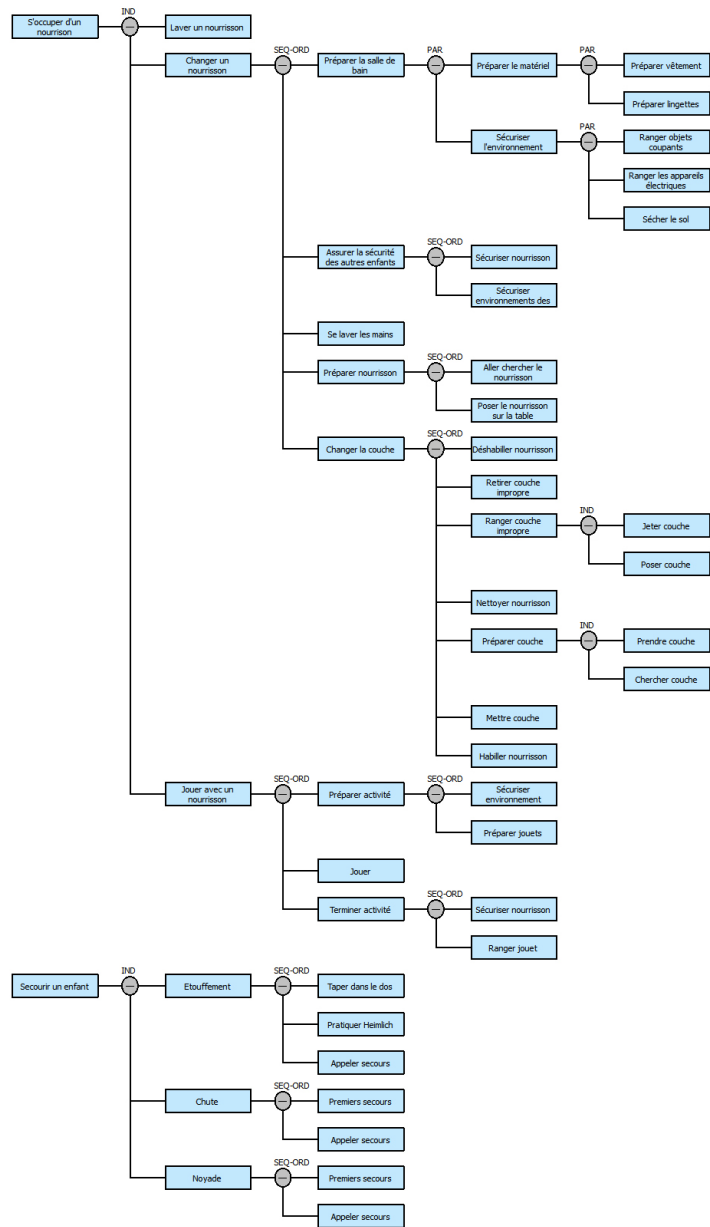 IND
S'occuper d'un
nourrison
Laver un nourrisson
SEQ-ORD
PAR
PAR
Changer un
nourrisson
Préparer la salle de
bain
Préparer le matériel
Préparer vêtement
Préparer lingettes
PAR
Sécuriser
l'environnement
Ranger objets
coupants
Ranger les appareils
électriques
Sécher le sol
SEQ-ORD
Assurer la sécurité
des autres enfants
Sécuriser nourrisson
Sécuriser
environnements des
Se laver les mains
SEQ-ORD
Préparer nourrisson
Aller chercher le
nourrisson
Poser le nourrisson
sur la table
SEQ-ORD
Changer la couche
Déshabiller nourrisson
Retirer couche
impropre
IND
Ranger couche
impropre
Jeter couche
Poser couche
Nettoyer nourrisson
IND
Préparer couche
Prendre couche
Chercher couche
Mettre couche
Habiller nourrisson
SEQ-ORD
SEQ-ORD
Jouer avec un
nourrisson
Préparer activité
Sécuriser
environnement
Préparer jouets
Jouer
SEQ-ORD
Terminer activité
Sécuriser nourrisson
Ranger jouet
IND
SEQ-ORD
Secourir un enfant
Etouffement
Taper dans le dos
Pratiquer Heimlich
Appeler secours
SEQ-ORD
Chute
Premiers secours
Appeler secours
SEQ-ORD
Noyade
Premiers secours
Appeler secours